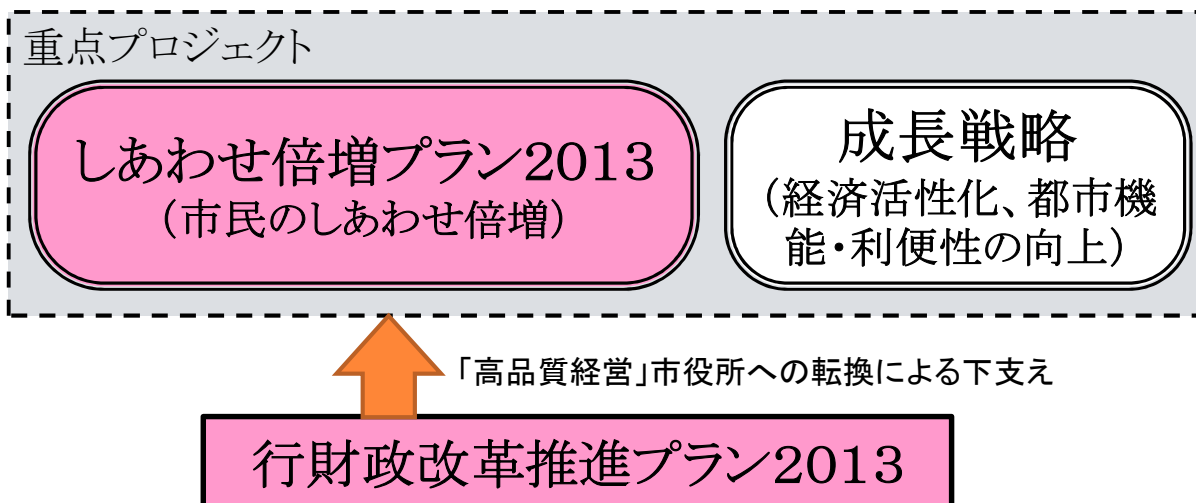 重点プロジェクト
しあわせ倍増プラン2013
（市民のしあわせ倍増）
成長戦略
（経済活性化、都市機
能・利便性の向上）
「高品質経営」市役所への転換による下支え
行財政改革推進プラン2013